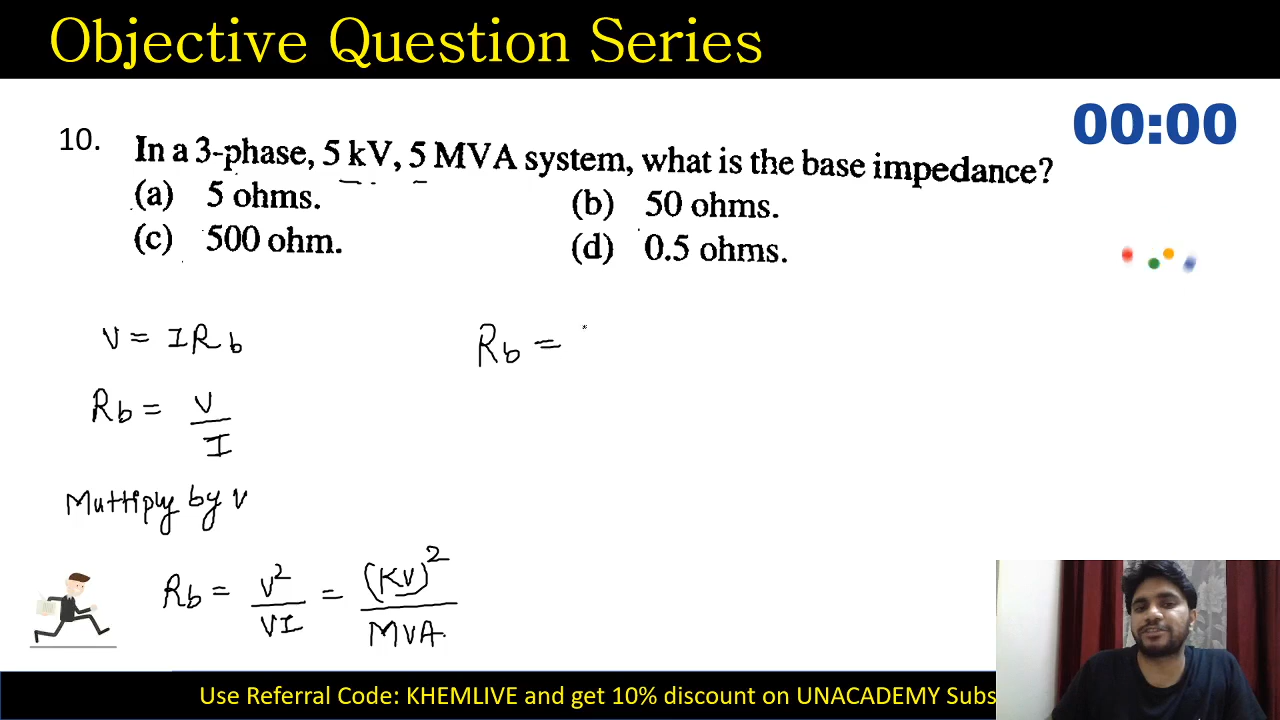 Objective Question Series
00:00
10. In a 3-phase, 5 kV, 5 MVA system, what is the base impedance?
(a) 5 ohms. (b) 50 ohms.
(c) 500 ohm. (d) 0.5 ohms.
V = IRb
Rb =
Rb = V/I
Multiply by V
Rb = V²/VI = (KV)²/MVA
Use Referral Code: KHEMLIVE and get 10% discount on UNACADEMY Subs